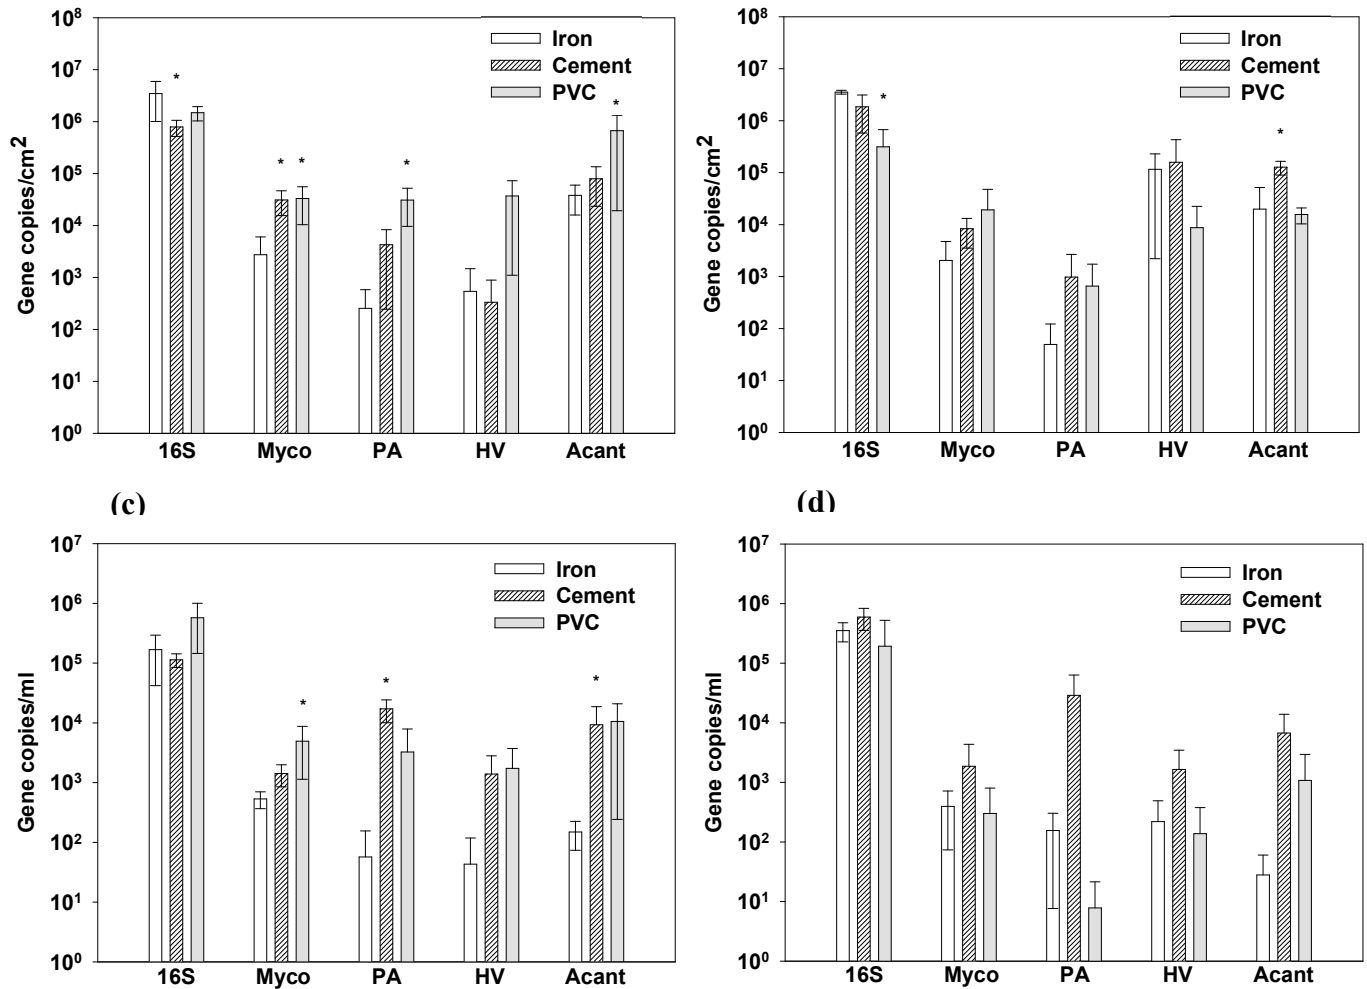 10⁸
10⁷
10⁶
10⁵
10⁴
10³
10²
10¹
10⁰
Gene copies/cm²
Iron
Cement
PVC
*
*
*
*
*
16S Myco PA HV Acant
10⁸
10⁷
10⁶
10⁵
10⁴
10³
10²
10¹
10⁰
Gene copies/cm²
Iron
Cement
PVC
*
*
16S Myco PA HV Acant
(c)
10⁷
10⁶
10⁵
10⁴
10³
10²
10¹
10⁰
Gene copies/ml
Iron
Cement
PVC
*
*
*
16S Myco PA HV Acant
(d)
10⁷
10⁶
10⁵
10⁴
10³
10²
10¹
10⁰
Gene copies/ml
Iron
Cement
PVC
16S Myco PA HV Acant